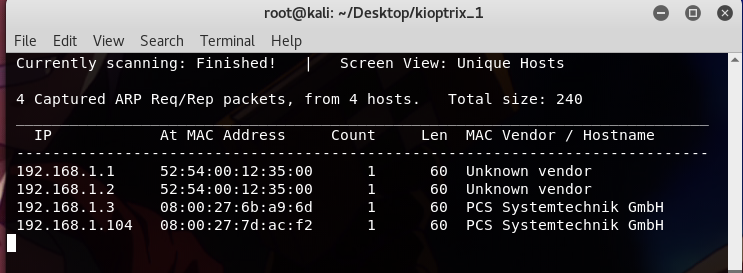 root@kali: ~/Desktop/kioptrix_1
File Edit View Search Terminal Help
Currently scanning: Finished! | Screen View: Unique Hosts
4 Captured ARP Req/Rep packets, from 4 hosts. Total size: 240
IP At MAC Address Count Len MAC Vendor / Hostname
192.168.1.1 52:54:00:12:35:00 1 60 Unknown vendor
192.168.1.2 52:54:00:12:35:00 1 60 Unknown vendor
192.168.1.3 08:00:27:6b:a9:6d 1 60 PCS Systemtechnik GmbH
192.168.1.104 08:00:27:7d:ac:f2 1 60 PCS Systemtechnik GmbH